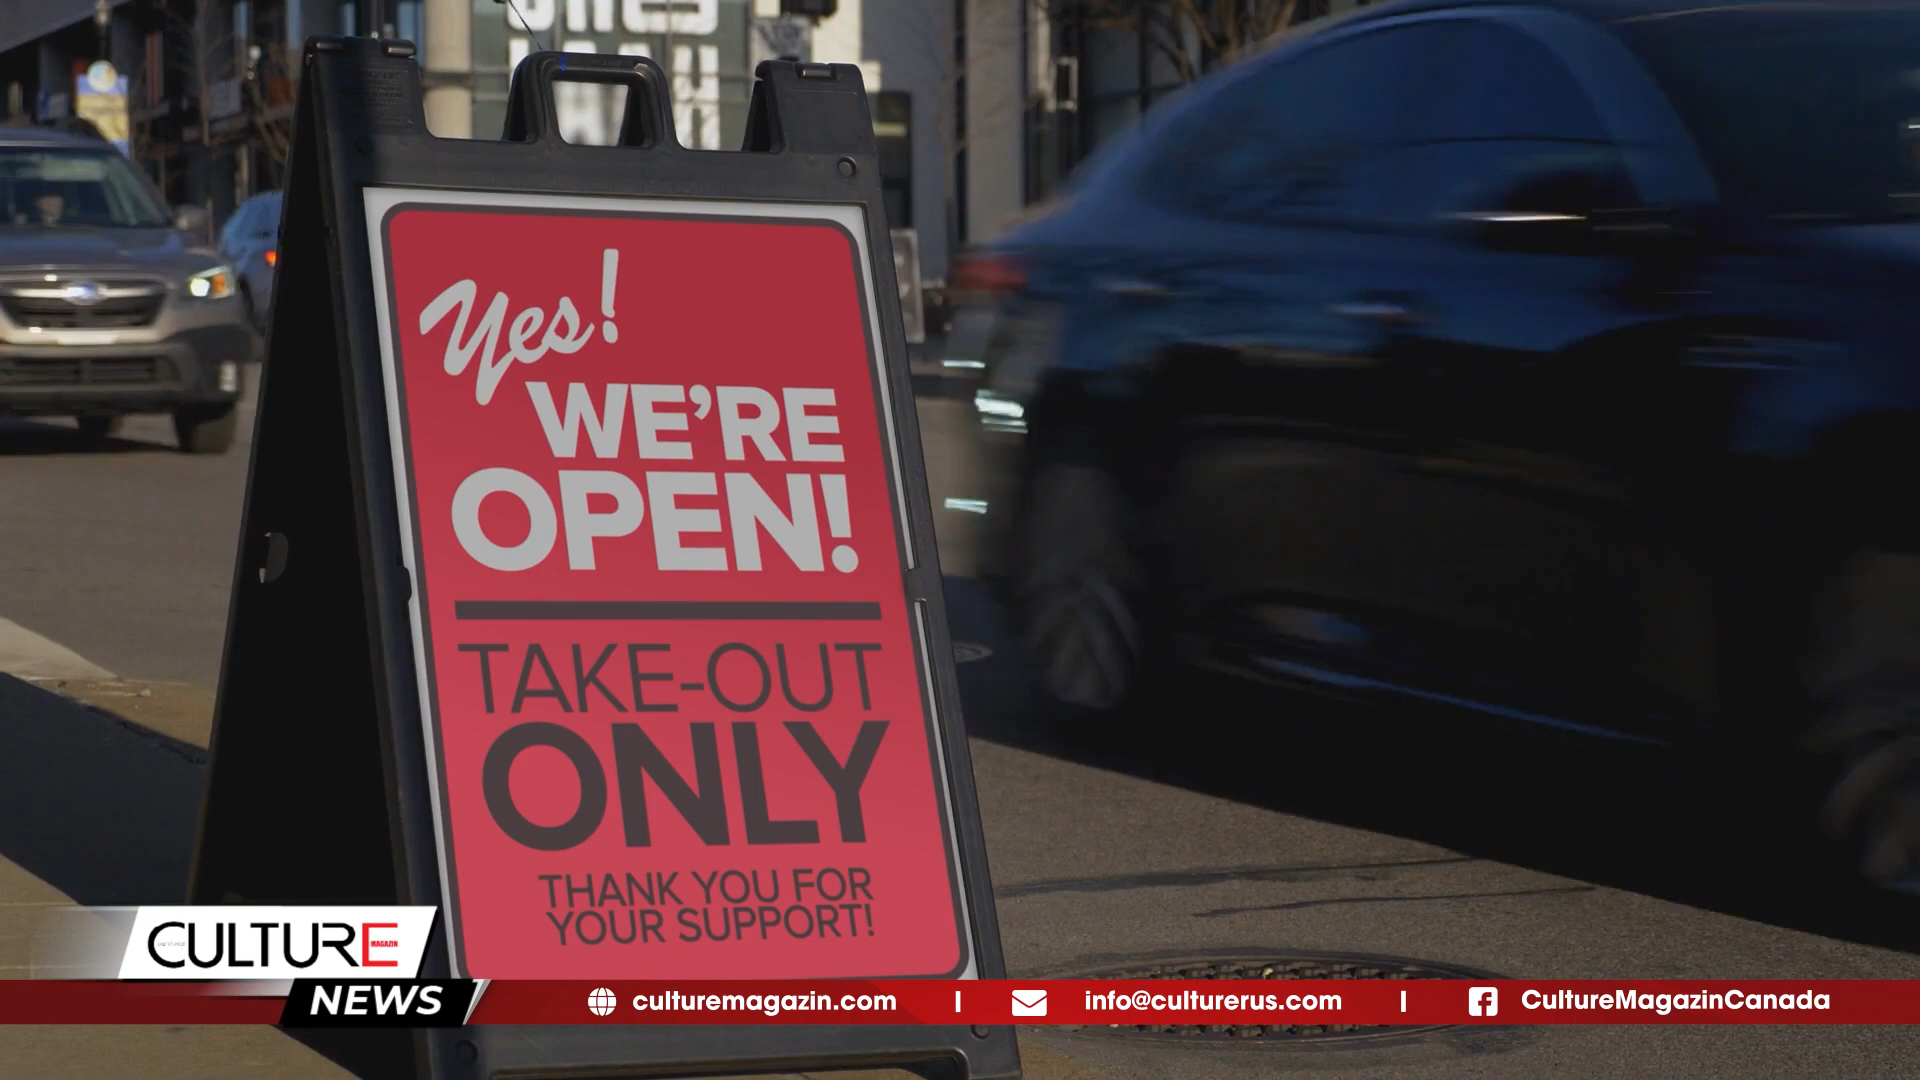 Yes!
WE'RE
OPEN!
TAKE-OUT
ONLY
THANK YOU FOR
YOUR SUPPORT!
CULTURE
MAGAZIN
NEWS
culturemagazin.com | info@culturerus.com | CultureMagazinCanada